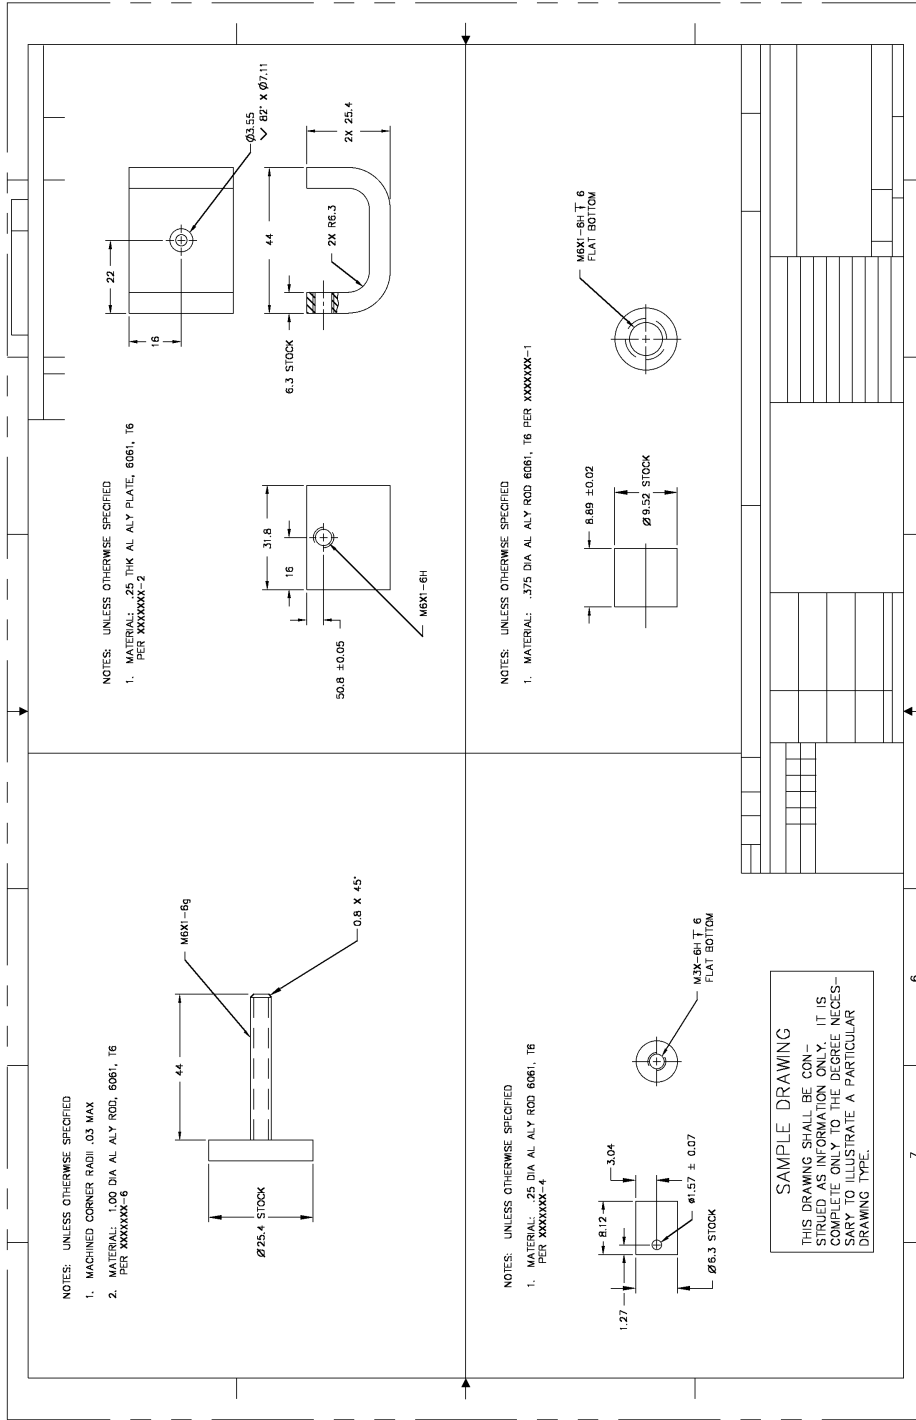 NOTES: UNLESS OTHERWISE SPECIFIED
1. MACHINED CORNER RADII .03 MAX
2. MATERIAL: 1.00 DIA AL ALY ROD, 6061, T6
PER XXXXXXX-6
Ø25.4 STOCK
44
M6X1-6g
0.8 X 45°
NOTES: UNLESS OTHERWISE SPECIFIED
1. MATERIAL: .25 THK AL ALY PLATE, 6061, T6
PER XXXXXXX-2
22
16
Ø3.55
⌵ 82° X Ø7.11
31.8
16
50.8 ±0.05
M6X1-6H
44
6.3 STOCK
2X R6.3
2X 25.4
NOTES: UNLESS OTHERWISE SPECIFIED
1. MATERIAL: .25 DIA AL ALY ROD 6061, T6
PER XXXXXXX-4
8.12
3.04
1.27
Ø1.57 ± 0.07
Ø6.3 STOCK
M3X-6H ↧ 6
FLAT BOTTOM
NOTES: UNLESS OTHERWISE SPECIFIED
1. MATERIAL: .375 DIA AL ALY ROD 6061, T6 PER XXXXXXX-1
8.89 ±0.02
Ø9.52 STOCK
M6X1-6H ↧ 6
FLAT BOTTOM
SAMPLE DRAWING
THIS DRAWING SHALL BE CON-
STRUED AS INFORMATION ONLY. IT IS
COMPLETE ONLY TO THE DEGREE NECES-
SARY TO ILLUSTRATE A PARTICULAR
DRAWING TYPE.
7
6